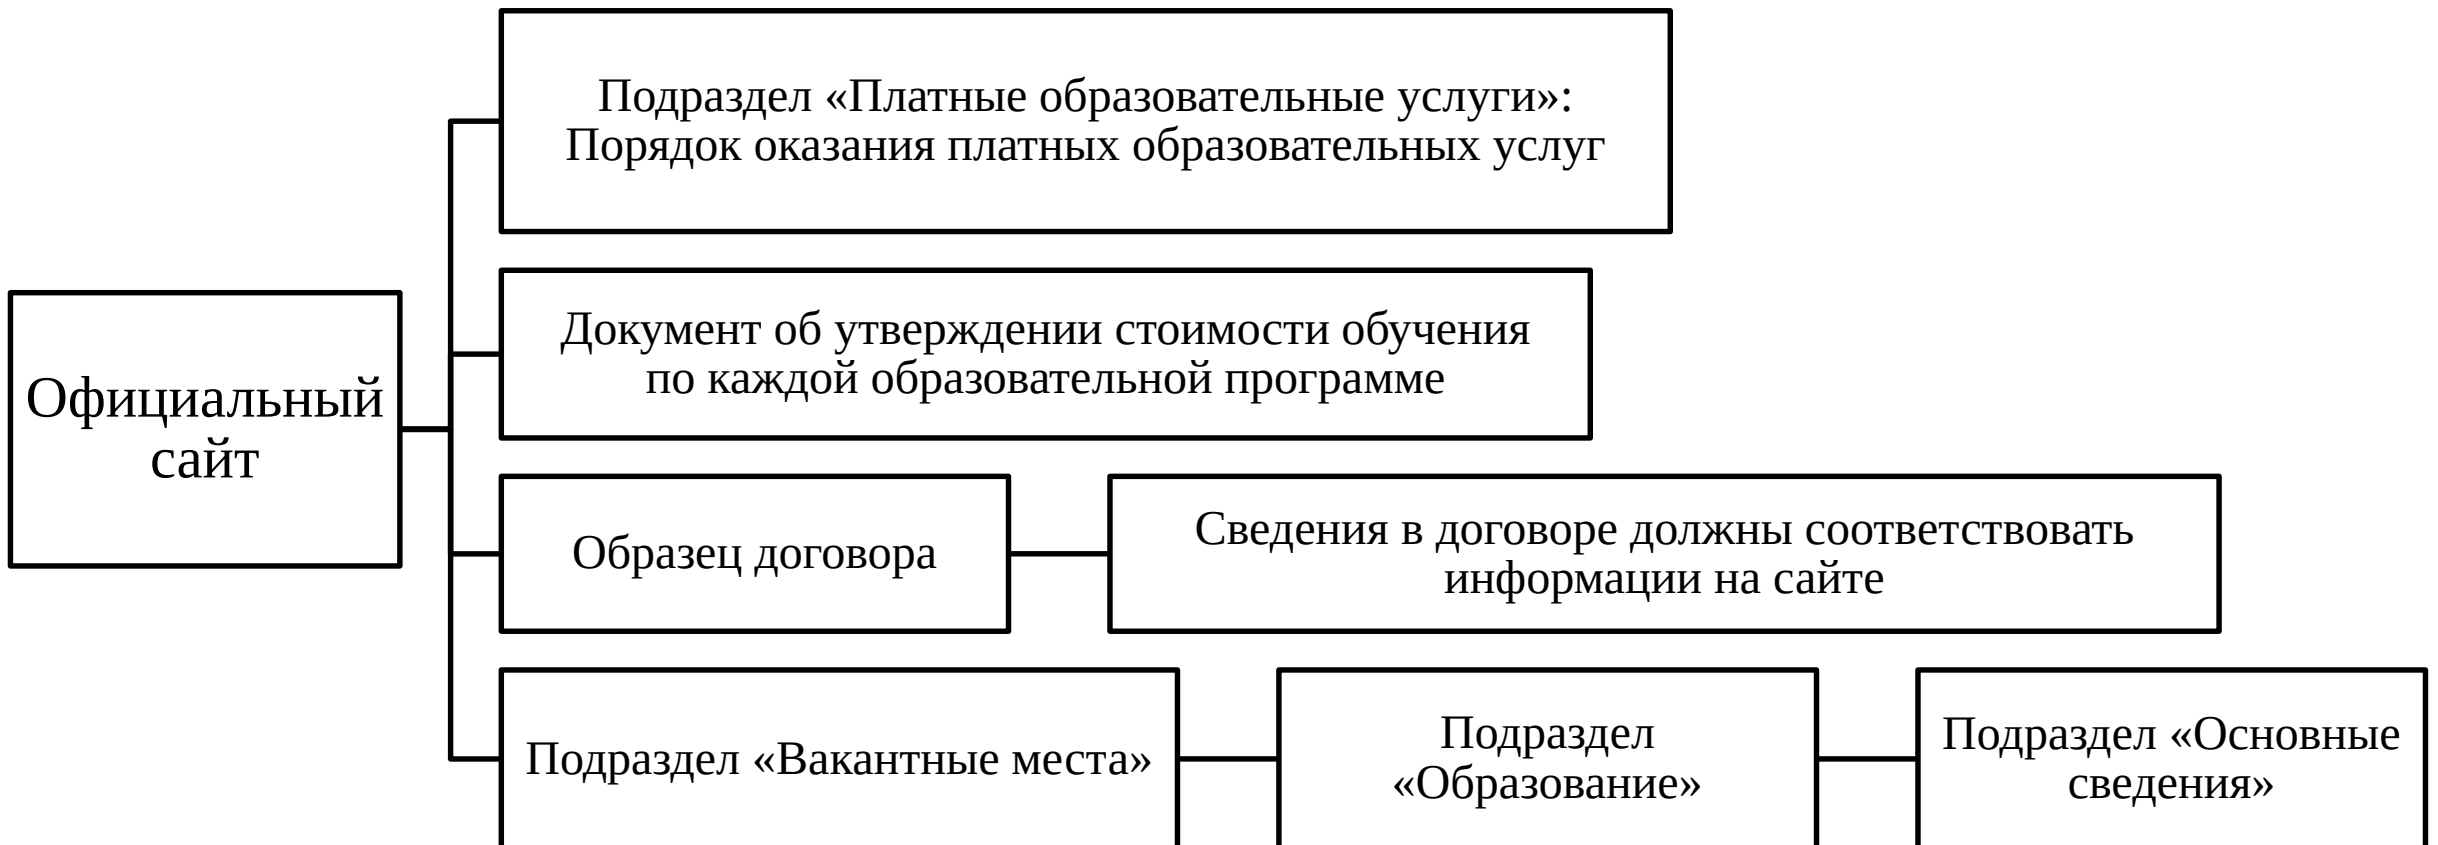 Подраздел «Платные образовательные услуги»:
Порядок оказания платных образовательных услуг
Документ об утверждении стоимости обучения
по каждой образовательной программе
Официальный
сайт
Образец договора
Сведения в договоре должны соответствовать
информации на сайте
Подраздел «Вакантные места»
Подраздел
«Образование»
Подраздел «Основные
сведения»